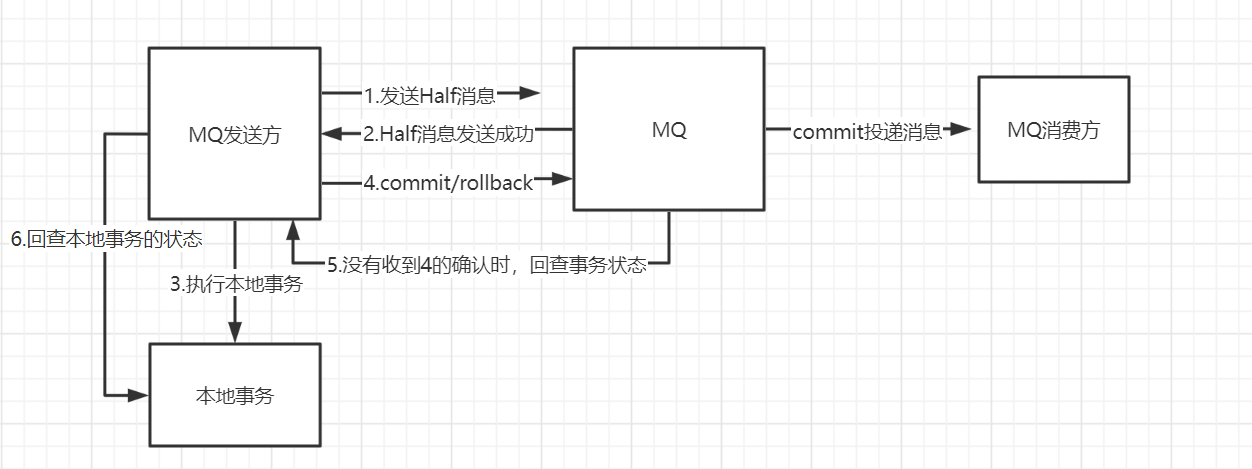 1.发送Half消息
MQ发送方
2.Half消息发送成功
MQ
commit投递消息
MQ消费方
4.commit/rollback
6.回查本地事务的状态
5.没有收到4的确认时，回查事务状态
3.执行本地事务
本地事务